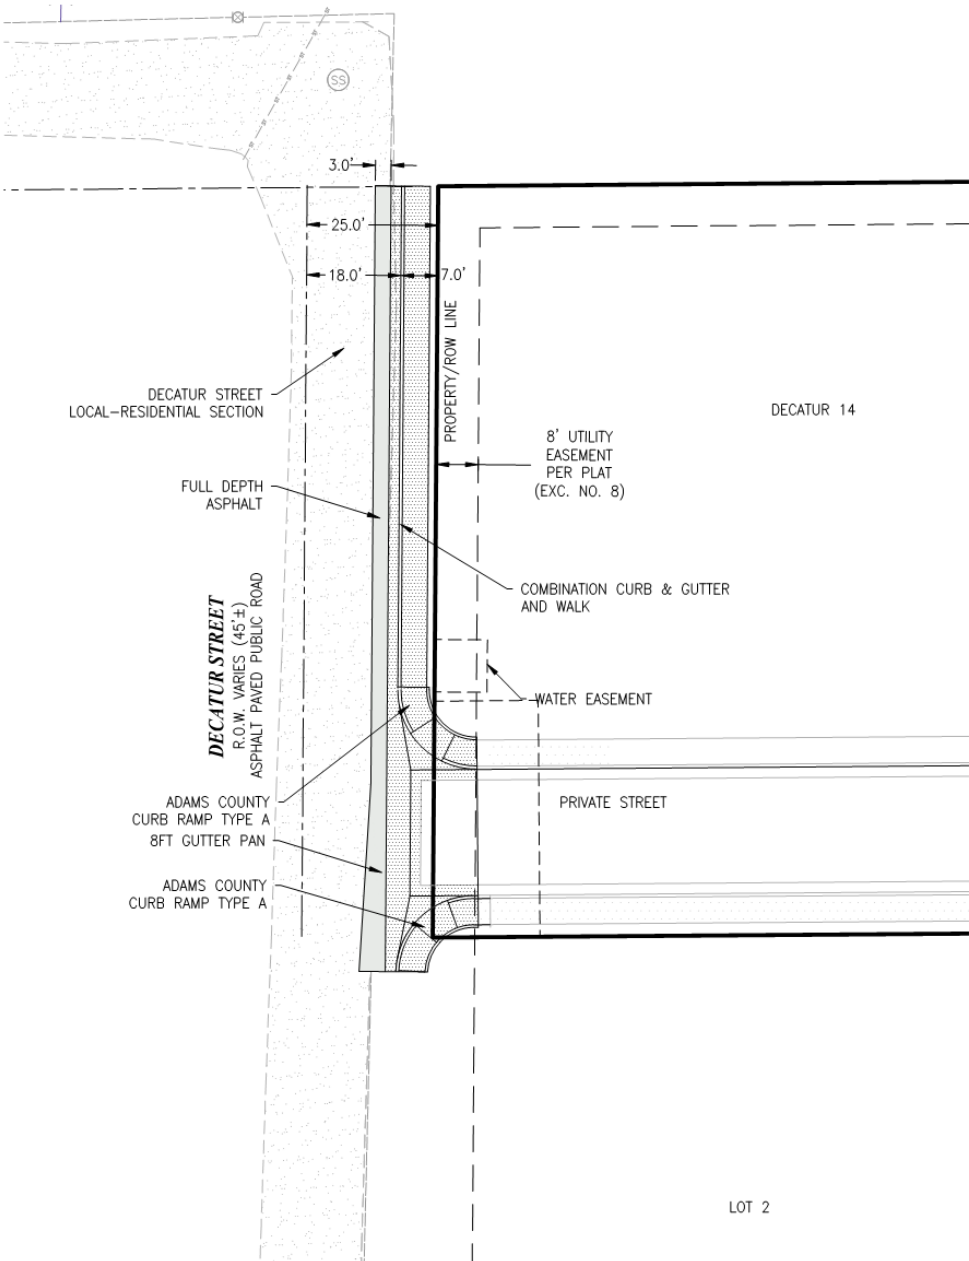 SS
3.0'
25.0'
18.0'
7.0'
PROPERTY/ROW LINE
DECATUR STREET
LOCAL-RESIDENTIAL SECTION
DECATUR 14
8' UTILITY
EASEMENT
PER PLAT
(EXC. NO. 8)
FULL DEPTH
ASPHALT
COMBINATION CURB & GUTTER
AND WALK
DECATUR STREET
R.O.W. VARIES (45'±)
ASPHALT PAVED PUBLIC ROAD
WATER EASEMENT
ADAMS COUNTY
CURB RAMP TYPE A
PRIVATE STREET
8FT GUTTER PAN
ADAMS COUNTY
CURB RAMP TYPE A
LOT 2